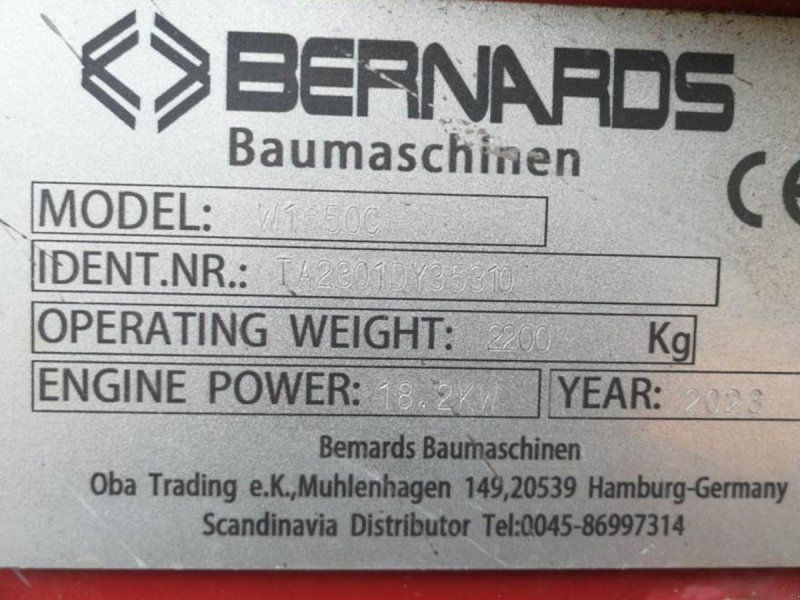 BERNARDS
Baumaschinen
CE
MODEL:
IDENT.NR.: TA2301DY35310
OPERATING WEIGHT: 2200 Kg
ENGINE POWER: 18.2KW YEAR: 2023
Bemards Baumaschinen
Oba Trading e.K.,Muhlenhagen 149,20539 Hamburg-Germany
Scandinavia Distributor Tel:0045-86997314